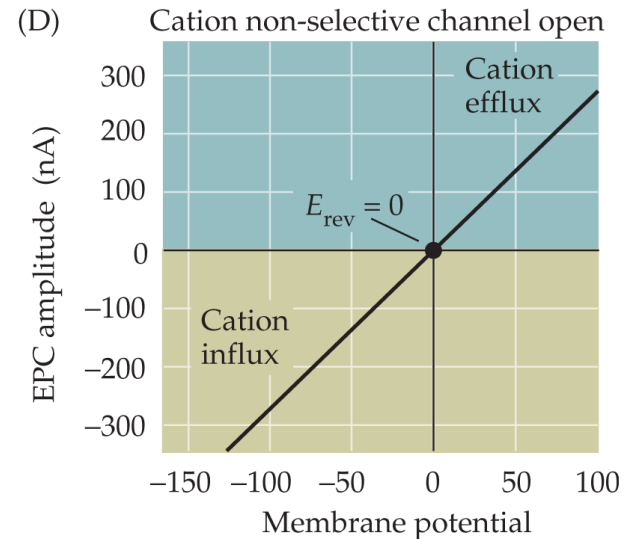 (D) Cation non-selective channel open
Cation
efflux
E_rev = 0
Cation
influx
EPC amplitude (nA)
300
200
100
0
–100
–200
–300
–150 –100 –50 0 50 100
Membrane potential